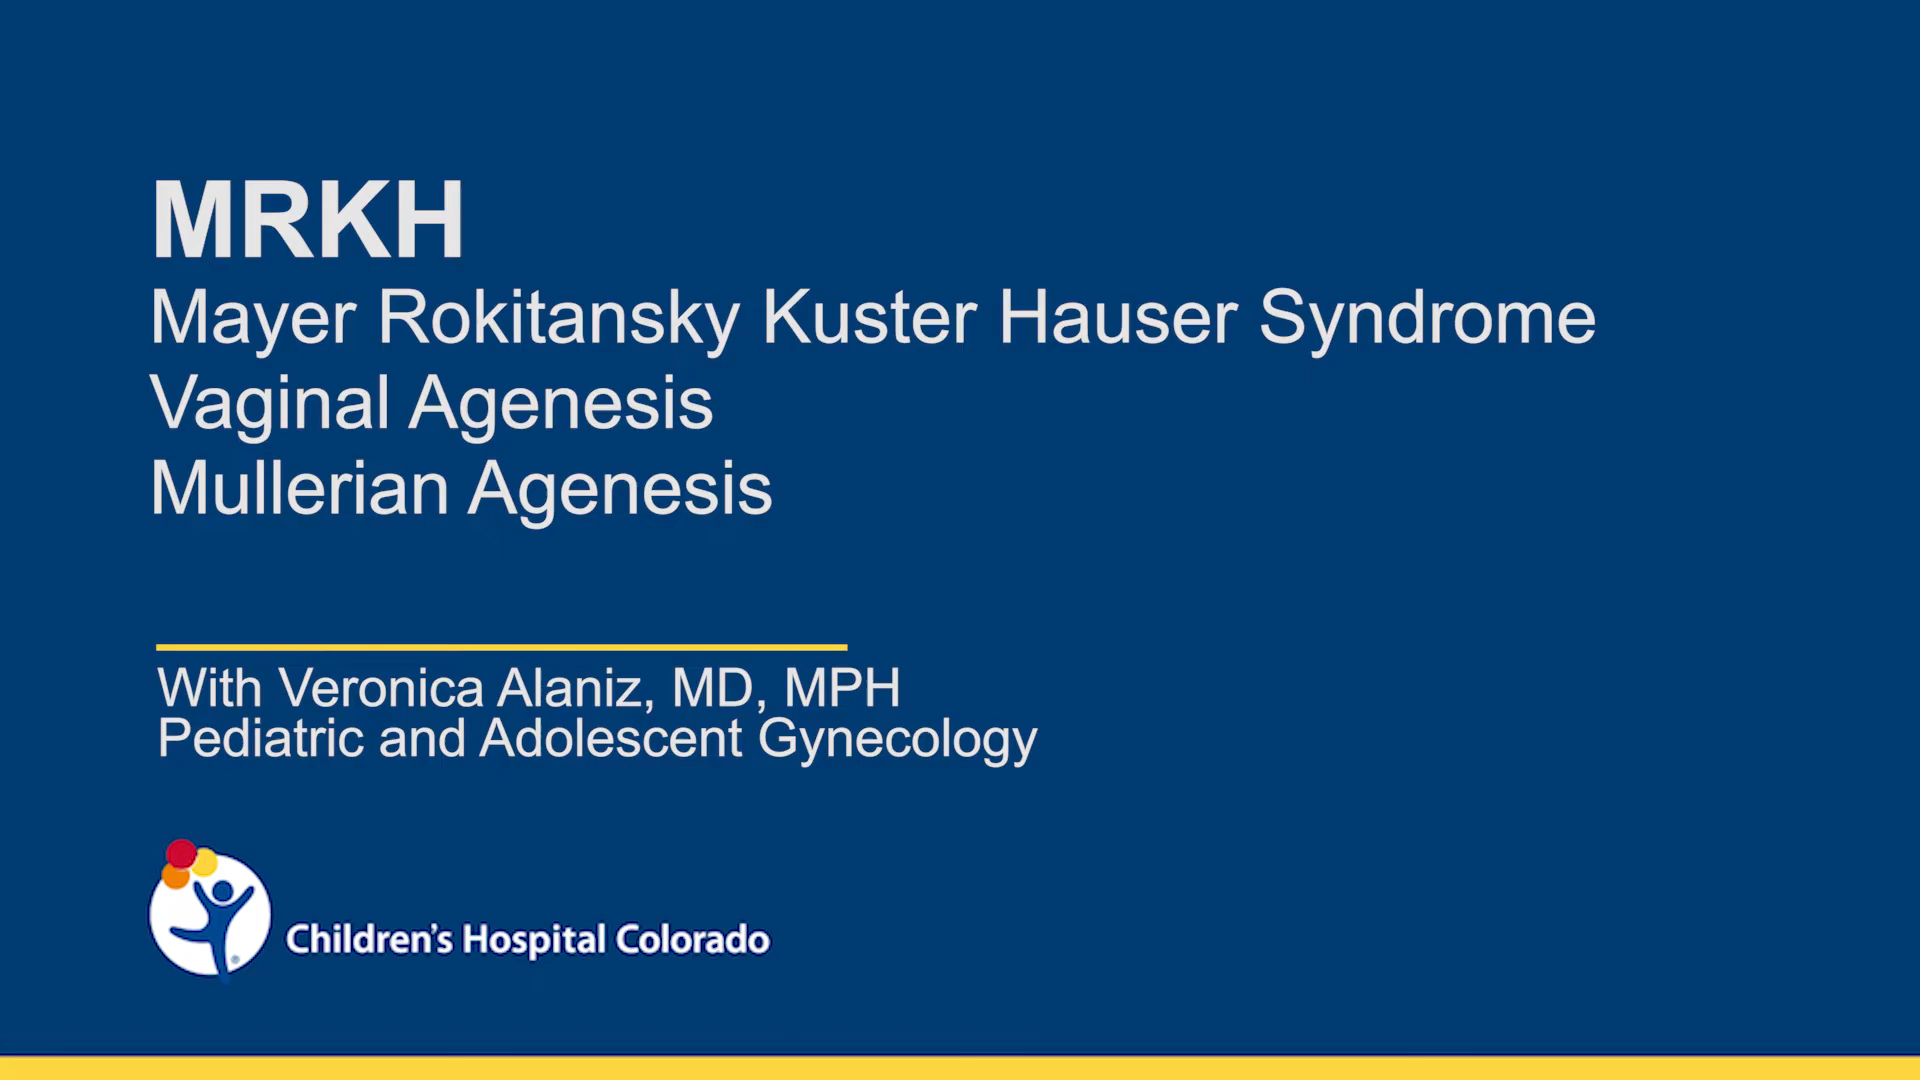 MRKH
Mayer Rokitansky Kuster Hauser Syndrome
Vaginal Agenesis
Mullerian Agenesis
With Veronica Alaniz, MD, MPH
Pediatric and Adolescent Gynecology
Children's Hospital Colorado